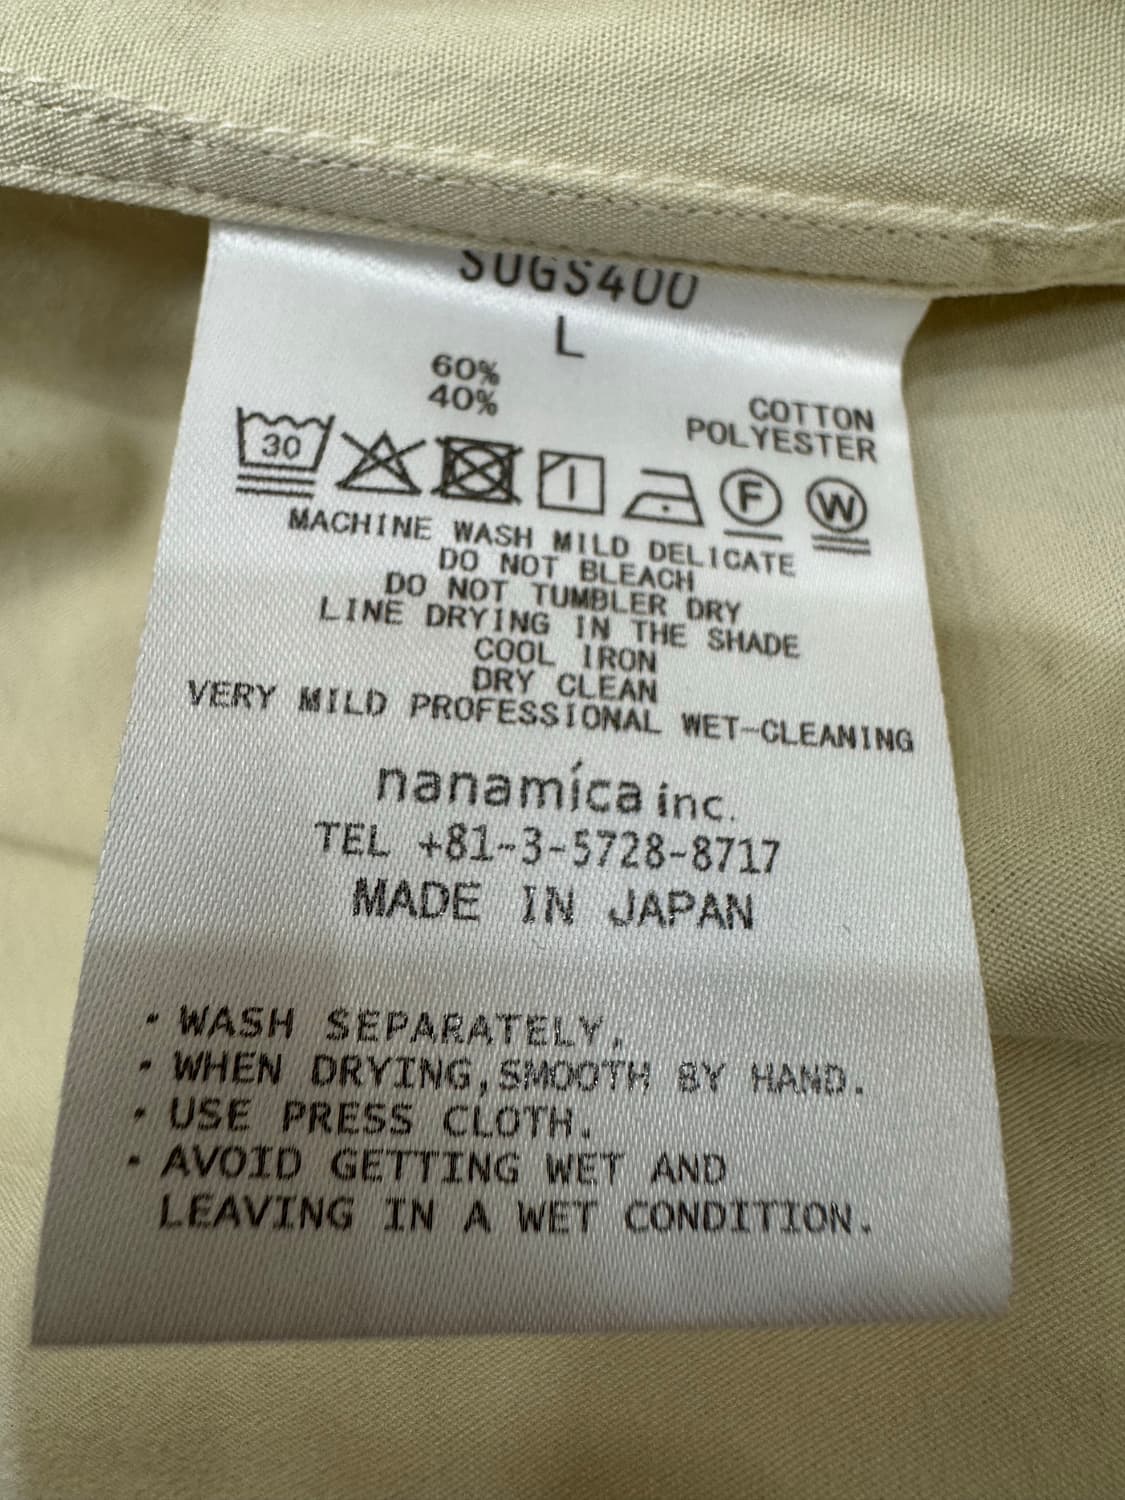 SUGS400
L
60% COTTON
40% POLYESTER
30 F W
MACHINE WASH MILD DELICATE
DO NOT BLEACH
DO NOT TUMBLER DRY
LINE DRYING IN THE SHADE
COOL IRON
DRY CLEAN
VERY MILD PROFESSIONAL WET-CLEANING
nanamíca inc.
TEL +81-3-5728-8717
MADE IN JAPAN
・WASH SEPARATELY.
・WHEN DRYING,SMOOTH BY HAND.
・USE PRESS CLOTH.
・AVOID GETTING WET AND
LEAVING IN A WET CONDITION.